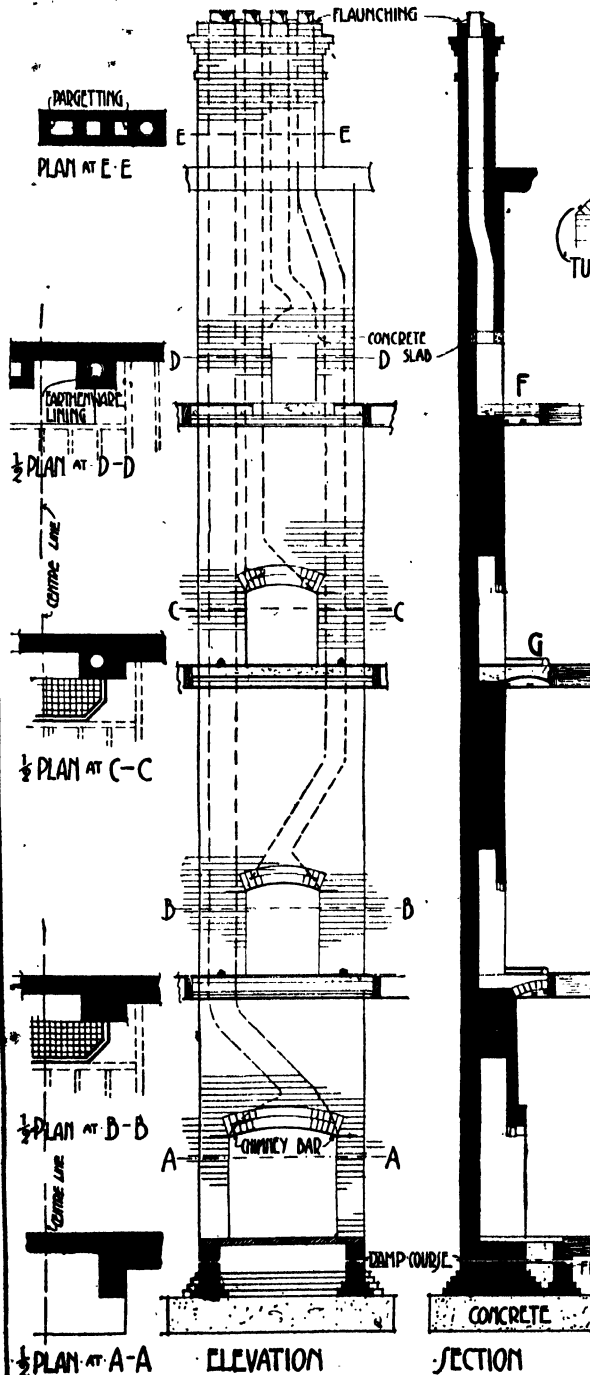 FLAUNCHING
PARGETTING
E E
PLAN AT E-E
TU
CONCRETE
SLAB
D D
F
EARTHENWARE
LINING
½ PLAN AT D-D
CENTRE LINE
C C
G
½ PLAN AT C-C
B B
½ PLAN AT B-B
CHIMNEY BAR
A A
CENTRE LINE
DAMP COURSE
CONCRETE
½ PLAN AT A-A
ELEVATION
SECTION